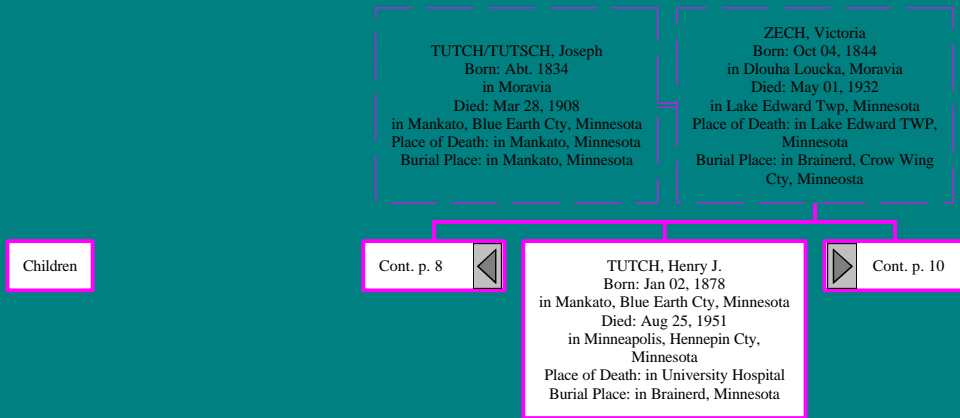 TUTCH/TUTSCH, Joseph
Born: Abt. 1834
in Moravia
Died: Mar 28, 1908
in Mankato, Blue Earth Cty, Minnesota
Place of Death: in Mankato, Minnesota
Burial Place: in Mankato, Minnesota
ZECH, Victoria
Born: Oct 04, 1844
in Dlouha Loucka, Moravia
Died: May 01, 1932
in Lake Edward Twp, Minnesota
Place of Death: in Lake Edward TWP,
Minnesota
Burial Place: in Brainerd, Crow Wing
Cty, Minneosta
Children
Cont. p. 8
TUTCH, Henry J.
Born: Jan 02, 1878
in Mankato, Blue Earth Cty, Minnesota
Died: Aug 25, 1951
in Minneapolis, Hennepin Cty,
Minnesota
Place of Death: in University Hospital
Burial Place: in Brainerd, Minnesota
Cont. p. 10